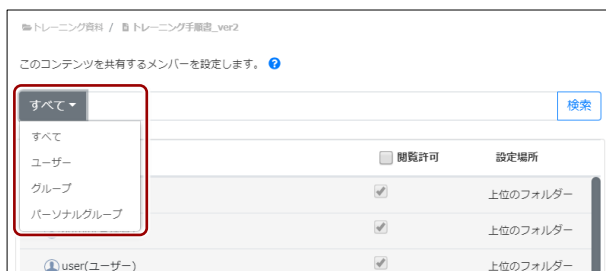 トレーニング資料 / トレーニング手順書_ver2
このコンテンツを共有するメンバーを設定します。
すべて 検索
すべて
ユーザー
グループ
パーソナルグループ
閲覧許可 設定場所
上位のフォルダー
上位のフォルダー
user(ユーザー) 上位のフォルダー